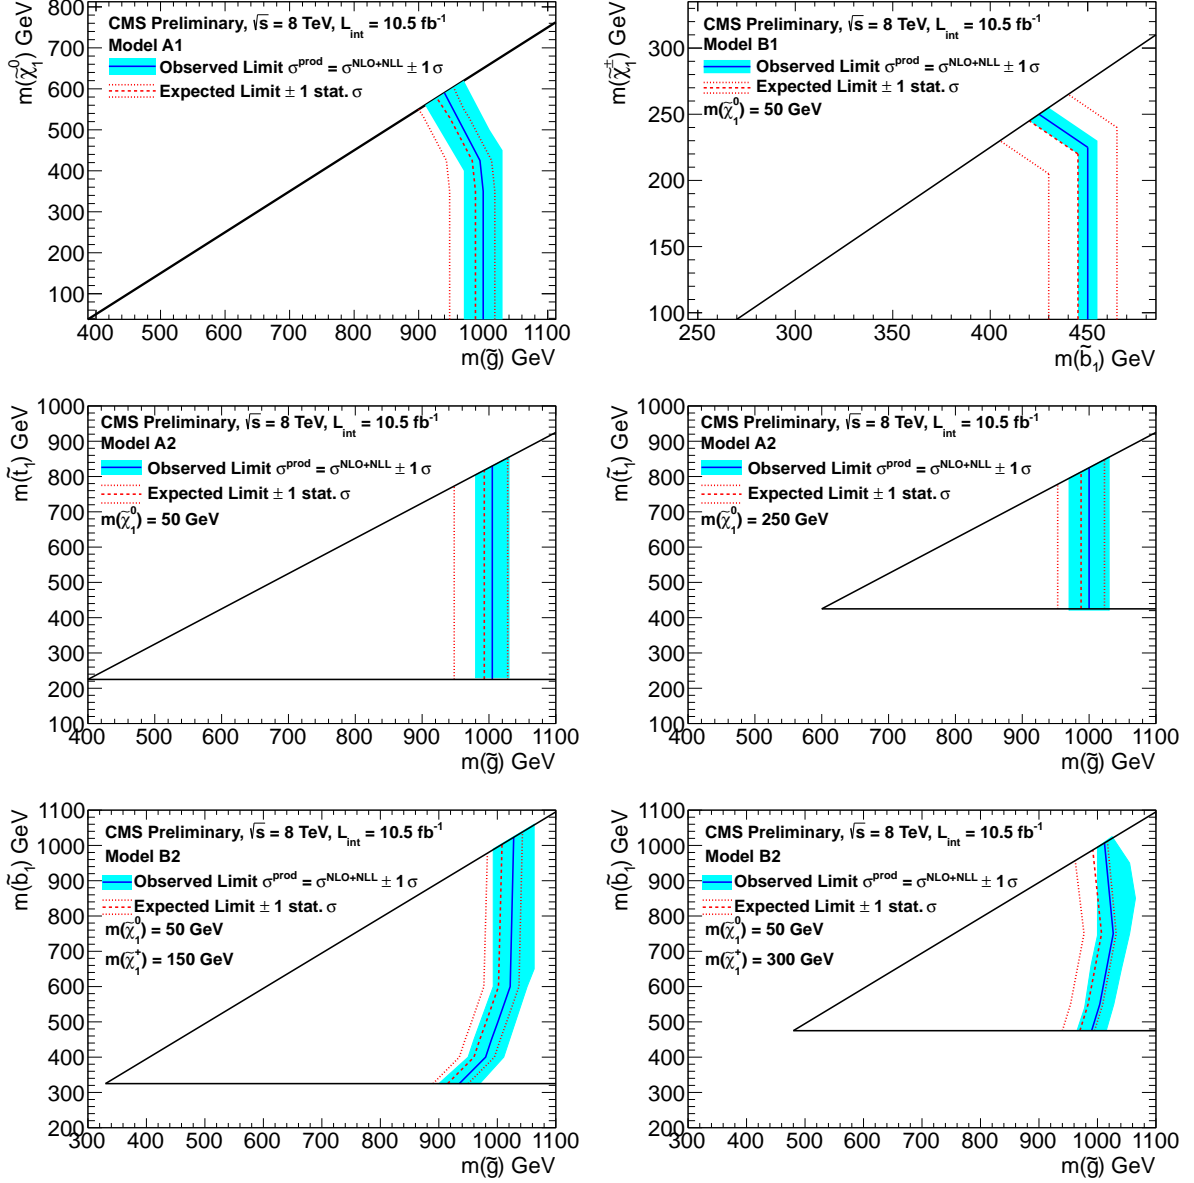 CMS Preliminary, √s = 8 TeV, L_int = 10.5 fb⁻¹
Model A1
Observed Limit σ^prod = σ^NLO+NLL ± 1 σ
Expected Limit ± 1 stat. σ
m(χ̃₁⁰) GeV
800
700
600
500
400
300
200
100
400 500 600 700 800 900 1000 1100
m(g̃) GeV
CMS Preliminary, √s = 8 TeV, L_int = 10.5 fb⁻¹
Model B1
Observed Limit σ^prod = σ^NLO+NLL ± 1 σ
Expected Limit ± 1 stat. σ
m(χ̃₁⁰) = 50 GeV
m(χ̃₁^±) GeV
300
250
200
150
100
250 300 350 400 450
m(b̃₁) GeV
CMS Preliminary, √s = 8 TeV, L_int = 10.5 fb⁻¹
Model A2
Observed Limit σ^prod = σ^NLO+NLL ± 1 σ
Expected Limit ± 1 stat. σ
m(χ̃₁⁰) = 50 GeV
m(t̃₁) GeV
1000
900
800
700
600
500
400
300
200
100
400 500 600 700 800 900 1000 1100
m(g̃) GeV
CMS Preliminary, √s = 8 TeV, L_int = 10.5 fb⁻¹
Model A2
Observed Limit σ^prod = σ^NLO+NLL ± 1 σ
Expected Limit ± 1 stat. σ
m(χ̃₁⁰) = 250 GeV
m(t̃₁) GeV
1000
900
800
700
600
500
400
300
200
100
400 500 600 700 800 900 1000 1100
m(g̃) GeV
CMS Preliminary, √s = 8 TeV, L_int = 10.5 fb⁻¹
Model B2
Observed Limit σ^prod = σ^NLO+NLL ± 1 σ
Expected Limit ± 1 stat. σ
m(χ̃₁⁰) = 50 GeV
m(χ̃₁⁺) = 150 GeV
m(b̃₁) GeV
1100
1000
900
800
700
600
500
400
300
200
300 400 500 600 700 800 900 1000 1100
m(g̃) GeV
CMS Preliminary, √s = 8 TeV, L_int = 10.5 fb⁻¹
Model B2
Observed Limit σ^prod = σ^NLO+NLL ± 1 σ
Expected Limit ± 1 stat. σ
m(χ̃₁⁰) = 50 GeV
m(χ̃₁⁺) = 300 GeV
m(b̃₁) GeV
1100
1000
900
800
700
600
500
400
300
200
300 400 500 600 700 800 900 1000 1100
m(g̃) GeV